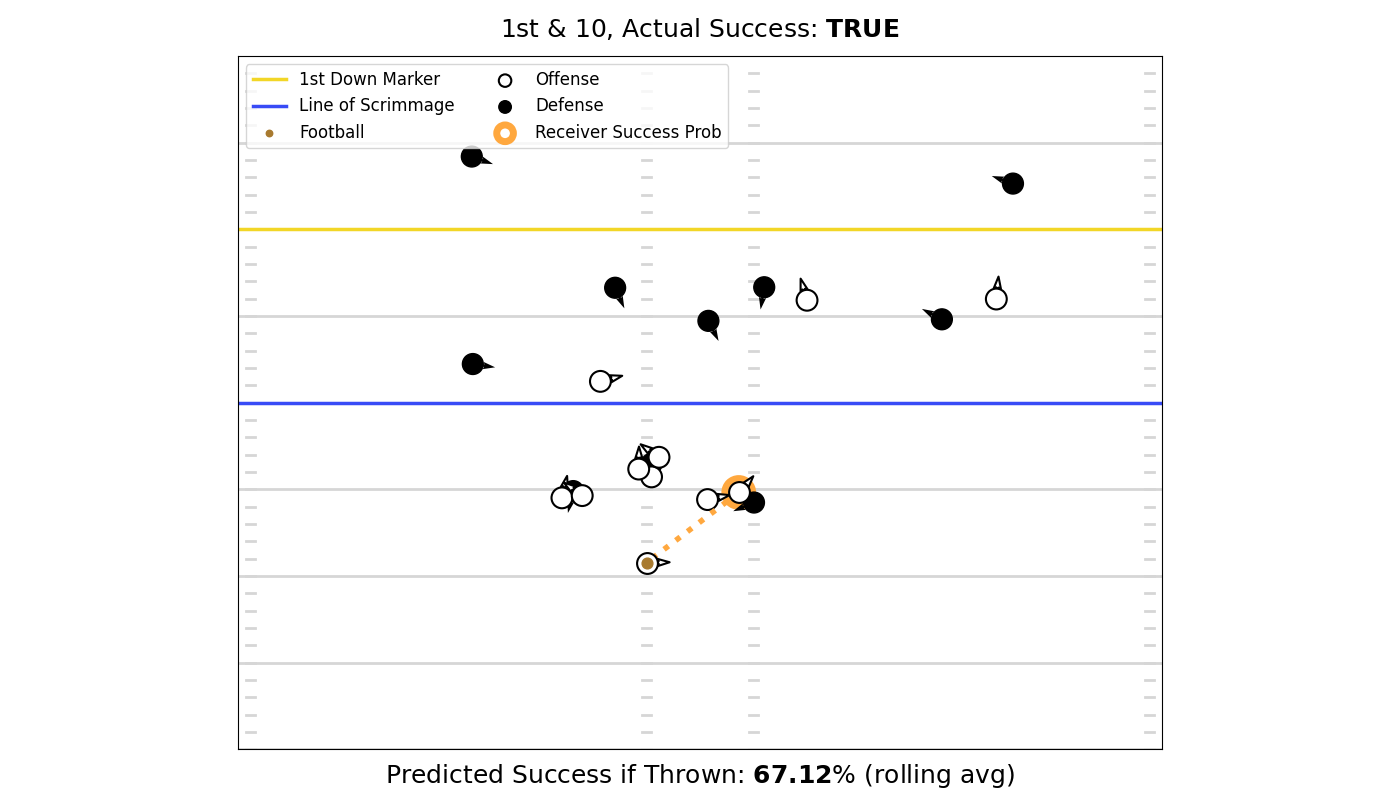 1st & 10, Actual Success: TRUE
1st Down Marker
Line of Scrimmage
Football
Offense
Defense
Receiver Success Prob
Predicted Success if Thrown: 67.12% (rolling avg)